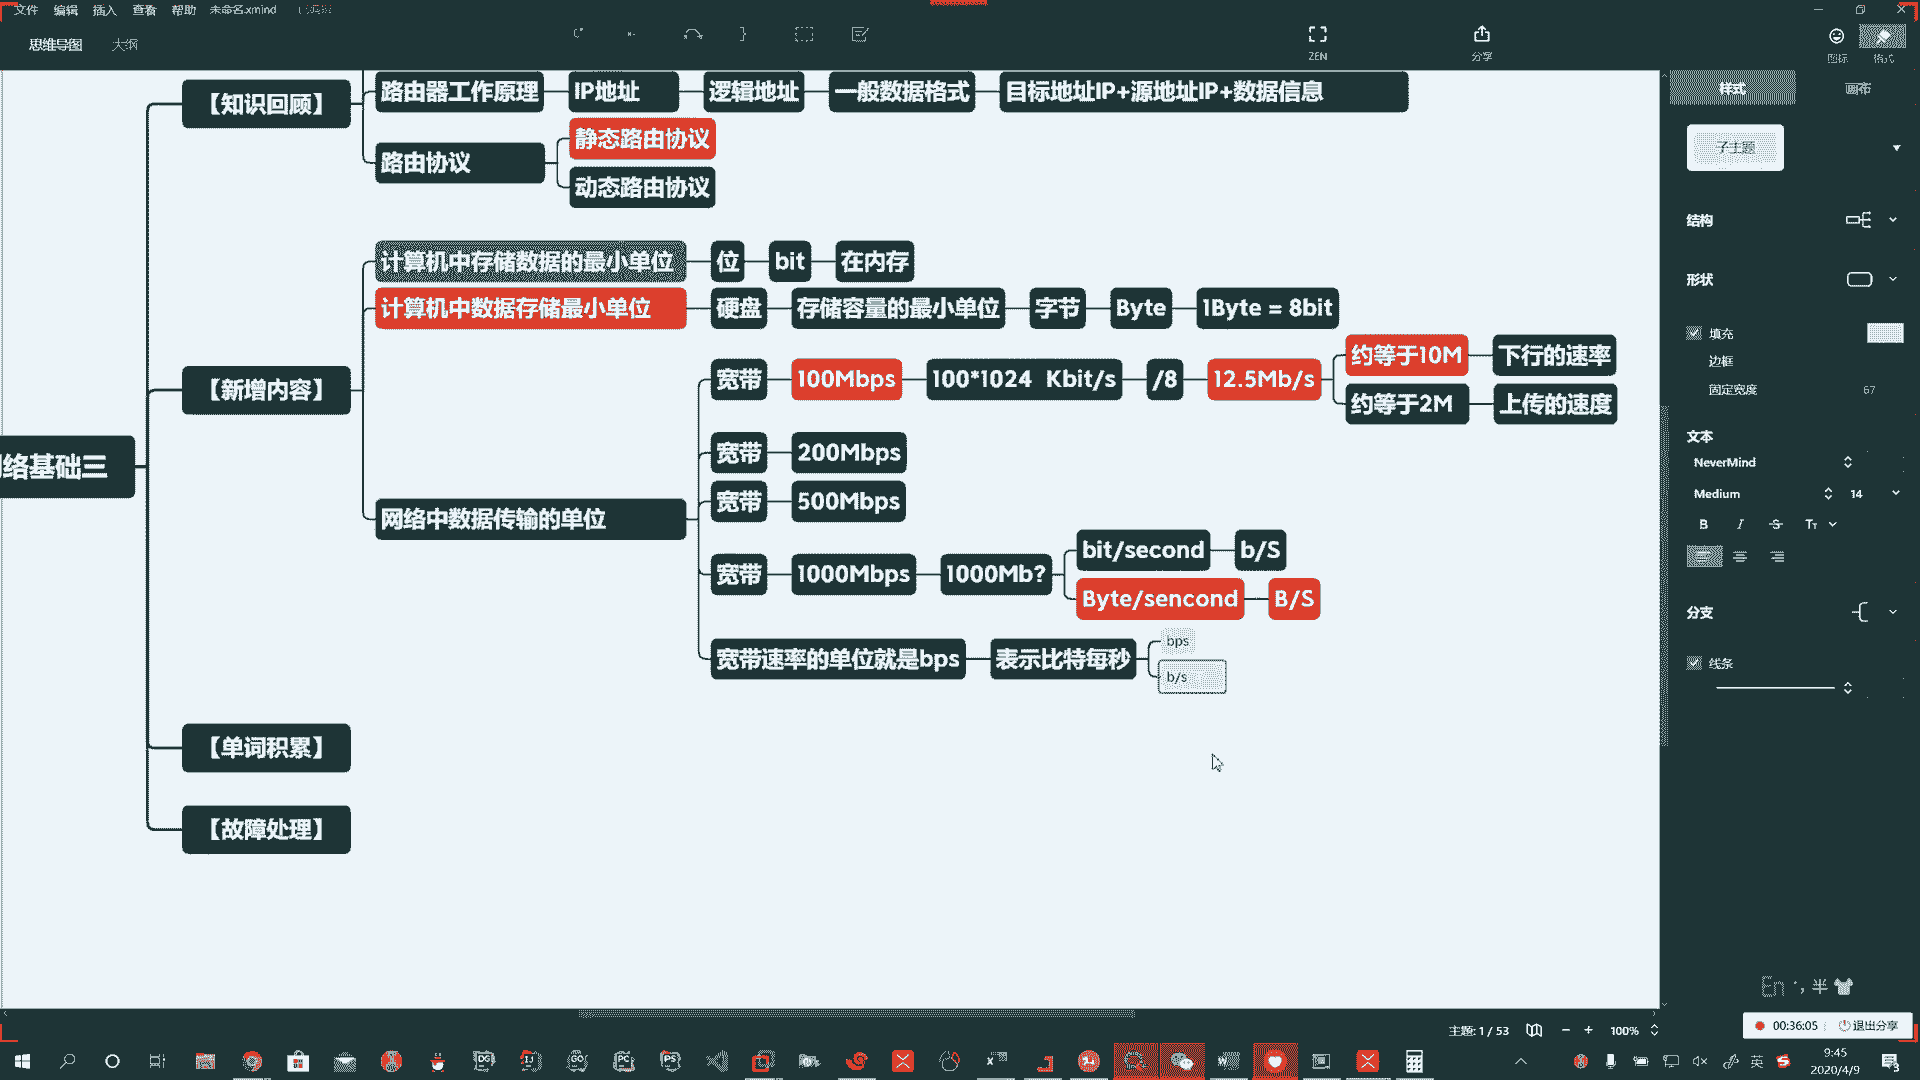 文件 编辑 插入 查看 帮助 未命名.xmind
思维导图 大纲
ZEN
分享
图标 格式
【知识回顾】
路由器工作原理 IP地址 逻辑地址 一般数据格式 目标地址IP+源地址IP+数据信息
路由协议
静态路由协议
动态路由协议
【新增内容】
计算机中存储数据的最小单位 位 bit 在内存
计算机中数据存储最小单位 硬盘 存储容量的最小单位 字节 Byte 1Byte = 8bit
网络中数据传输的单位
宽带 100Mbps 100*1024 Kbit/s /8 12.5Mb/s
约等于10M 下行的速率
约等于2M 上传的速度
宽带 200Mbps
宽带 500Mbps
宽带 1000Mbps 1000Mb?
bit/second b/S
Byte/sencond B/S
宽带速率的单位就是bps 表示比特每秒
bps
b/s
络基础三
【单词积累】
【故障处理】
样式 画布
子主题
结构
形状
填充
边框
固定宽度 67
文本
NeverMind
Medium 14
B I S Tт
分支
线条
En 半
主题: 1 / 53 100%
00:36:05 退出分享
英
9:45
2020/4/9